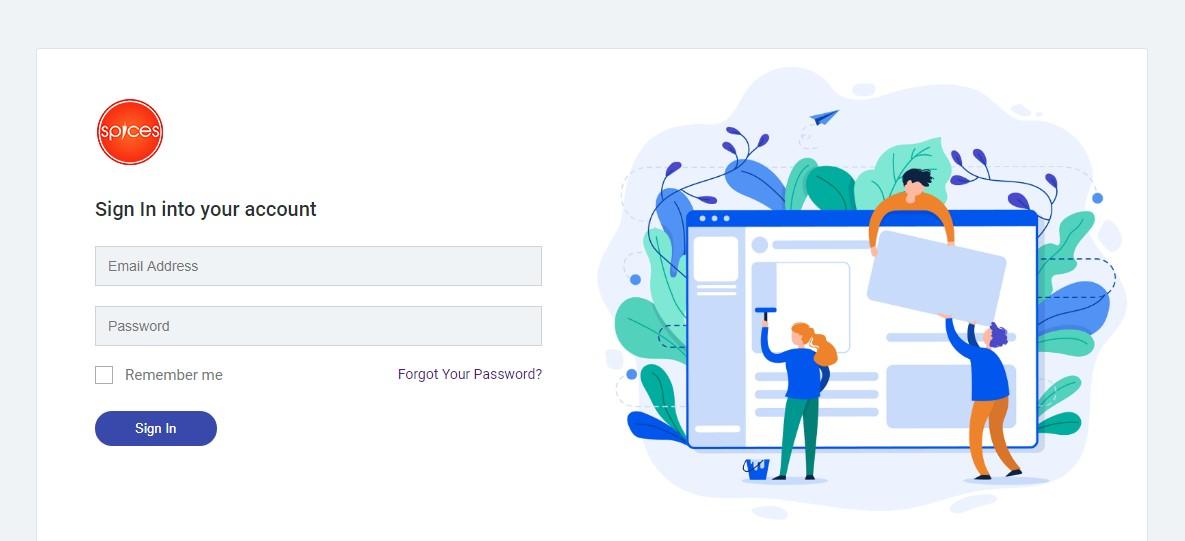 spices
Sign In into your account
Email Address
Password
Remember me
Forgot Your Password?
Sign In